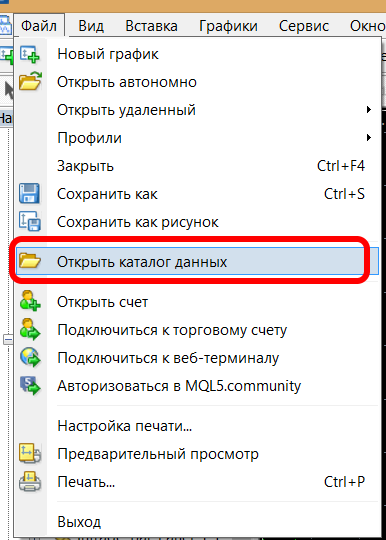 Файл Вид Вставка Графики Сервис Окно
Новый график
Открыть автономно
Открыть удаленный
Профили
Закрыть Ctrl+F4
Сохранить как Ctrl+S
Сохранить как рисунок
Открыть каталог данных
Открыть счет
Подключиться к торговому счету
Подключиться к веб-терминалу
Авторизоваться в MQL5.community
Настройка печати...
Предварительный просмотр
Печать... Ctrl+P
Выход